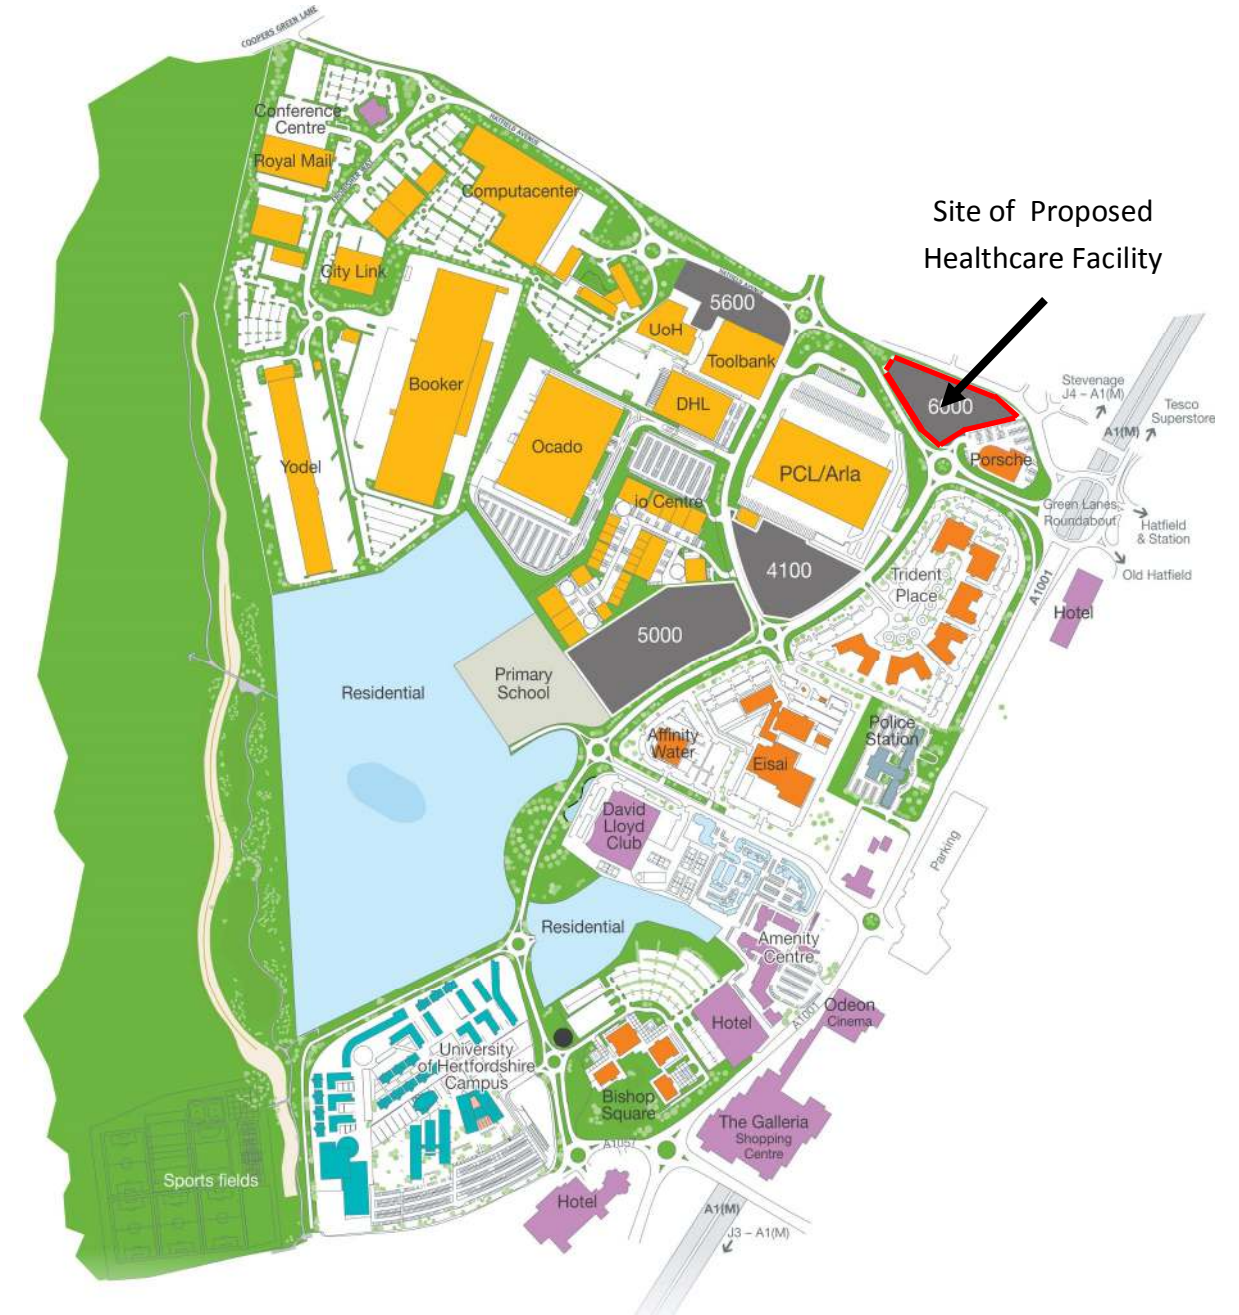 COOPERS GREEN LANE
Conference
Centre
HATFIELD AVENUE
Royal Mail
Computacenter
Site of Proposed
Healthcare Facility
City Link
HATFIELD AVENUE
5600
UoH
Toolbank
Booker
DHL
6000
Stevenage
J4 – A1(M)
Tesco
Superstore
A1(M)
Ocado
Yodel
PCL/Arla
Porsche
io Centre
Green Lanes
Roundabout
Hatfield
& Station
4100
Trident
Place
Old Hatfield
A1001
Hotel
5000
Primary
School
Residential
Affinity
Water
Eisai
Police
Station
David
Lloyd
Club
Parking
Residential
Amenity
Centre
Hotel
A1001
Odeon
Cinema
University
of Hertfordshire
Campus
Bishop
Square
The Galleria
Shopping
Centre
A1057
Sports fields
Hotel
A1(M)
J3 – A1(M)